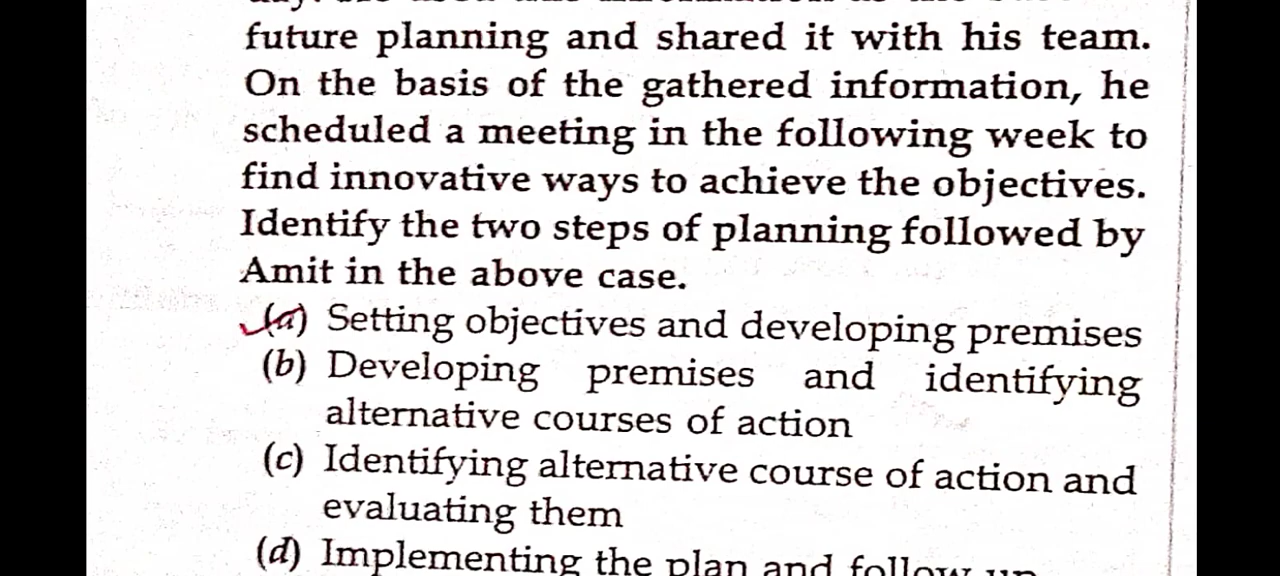 future planning and shared it with his team.
On the basis of the gathered information, he
scheduled a meeting in the following week to
find innovative ways to achieve the objectives.
Identify the two steps of planning followed by
Amit in the above case.
(a) Setting objectives and developing premises
(b) Developing premises and identifying
alternative courses of action
(c) Identifying alternative course of action and
evaluating them
(d) Implementing the plan and follow up